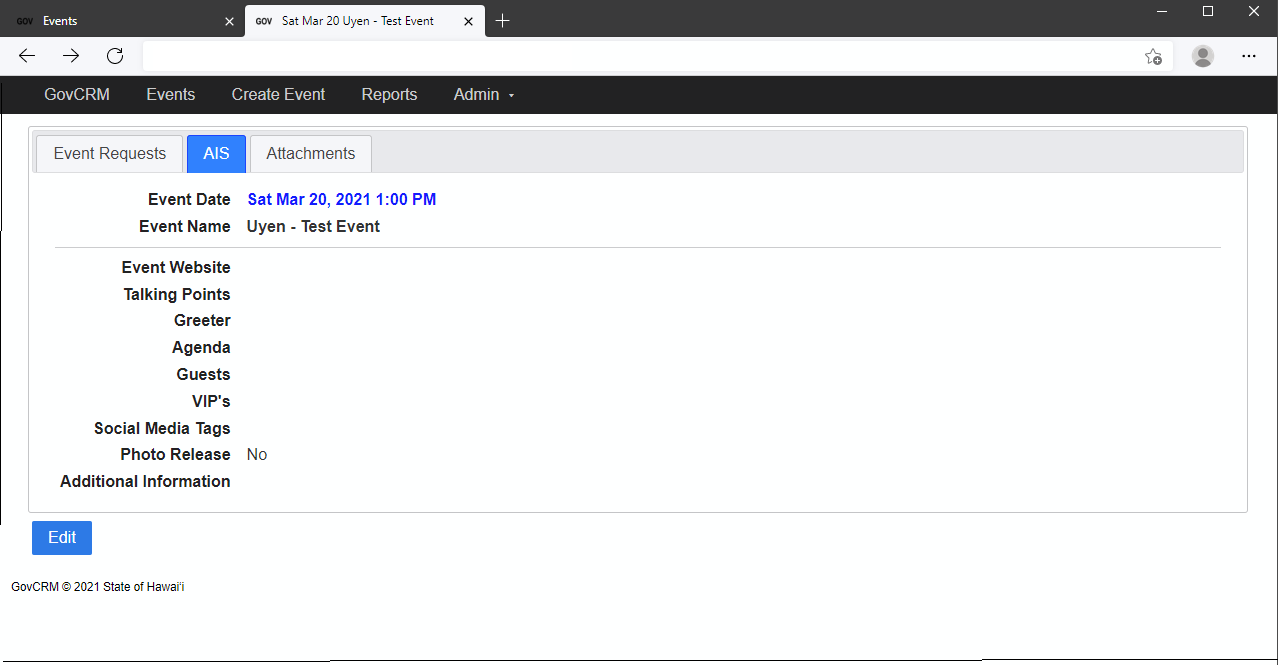 GOV Events GOV Sat Mar 20 Uyen - Test Event
GovCRM Events Create Event Reports Admin
Event Requests AIS Attachments
Event Date Sat Mar 20, 2021 1:00 PM
Event Name Uyen - Test Event
Event Website
Talking Points
Greeter
Agenda
Guests
VIP's
Social Media Tags
Photo Release No
Additional Information
Edit
GovCRM © 2021 State of Hawai'i